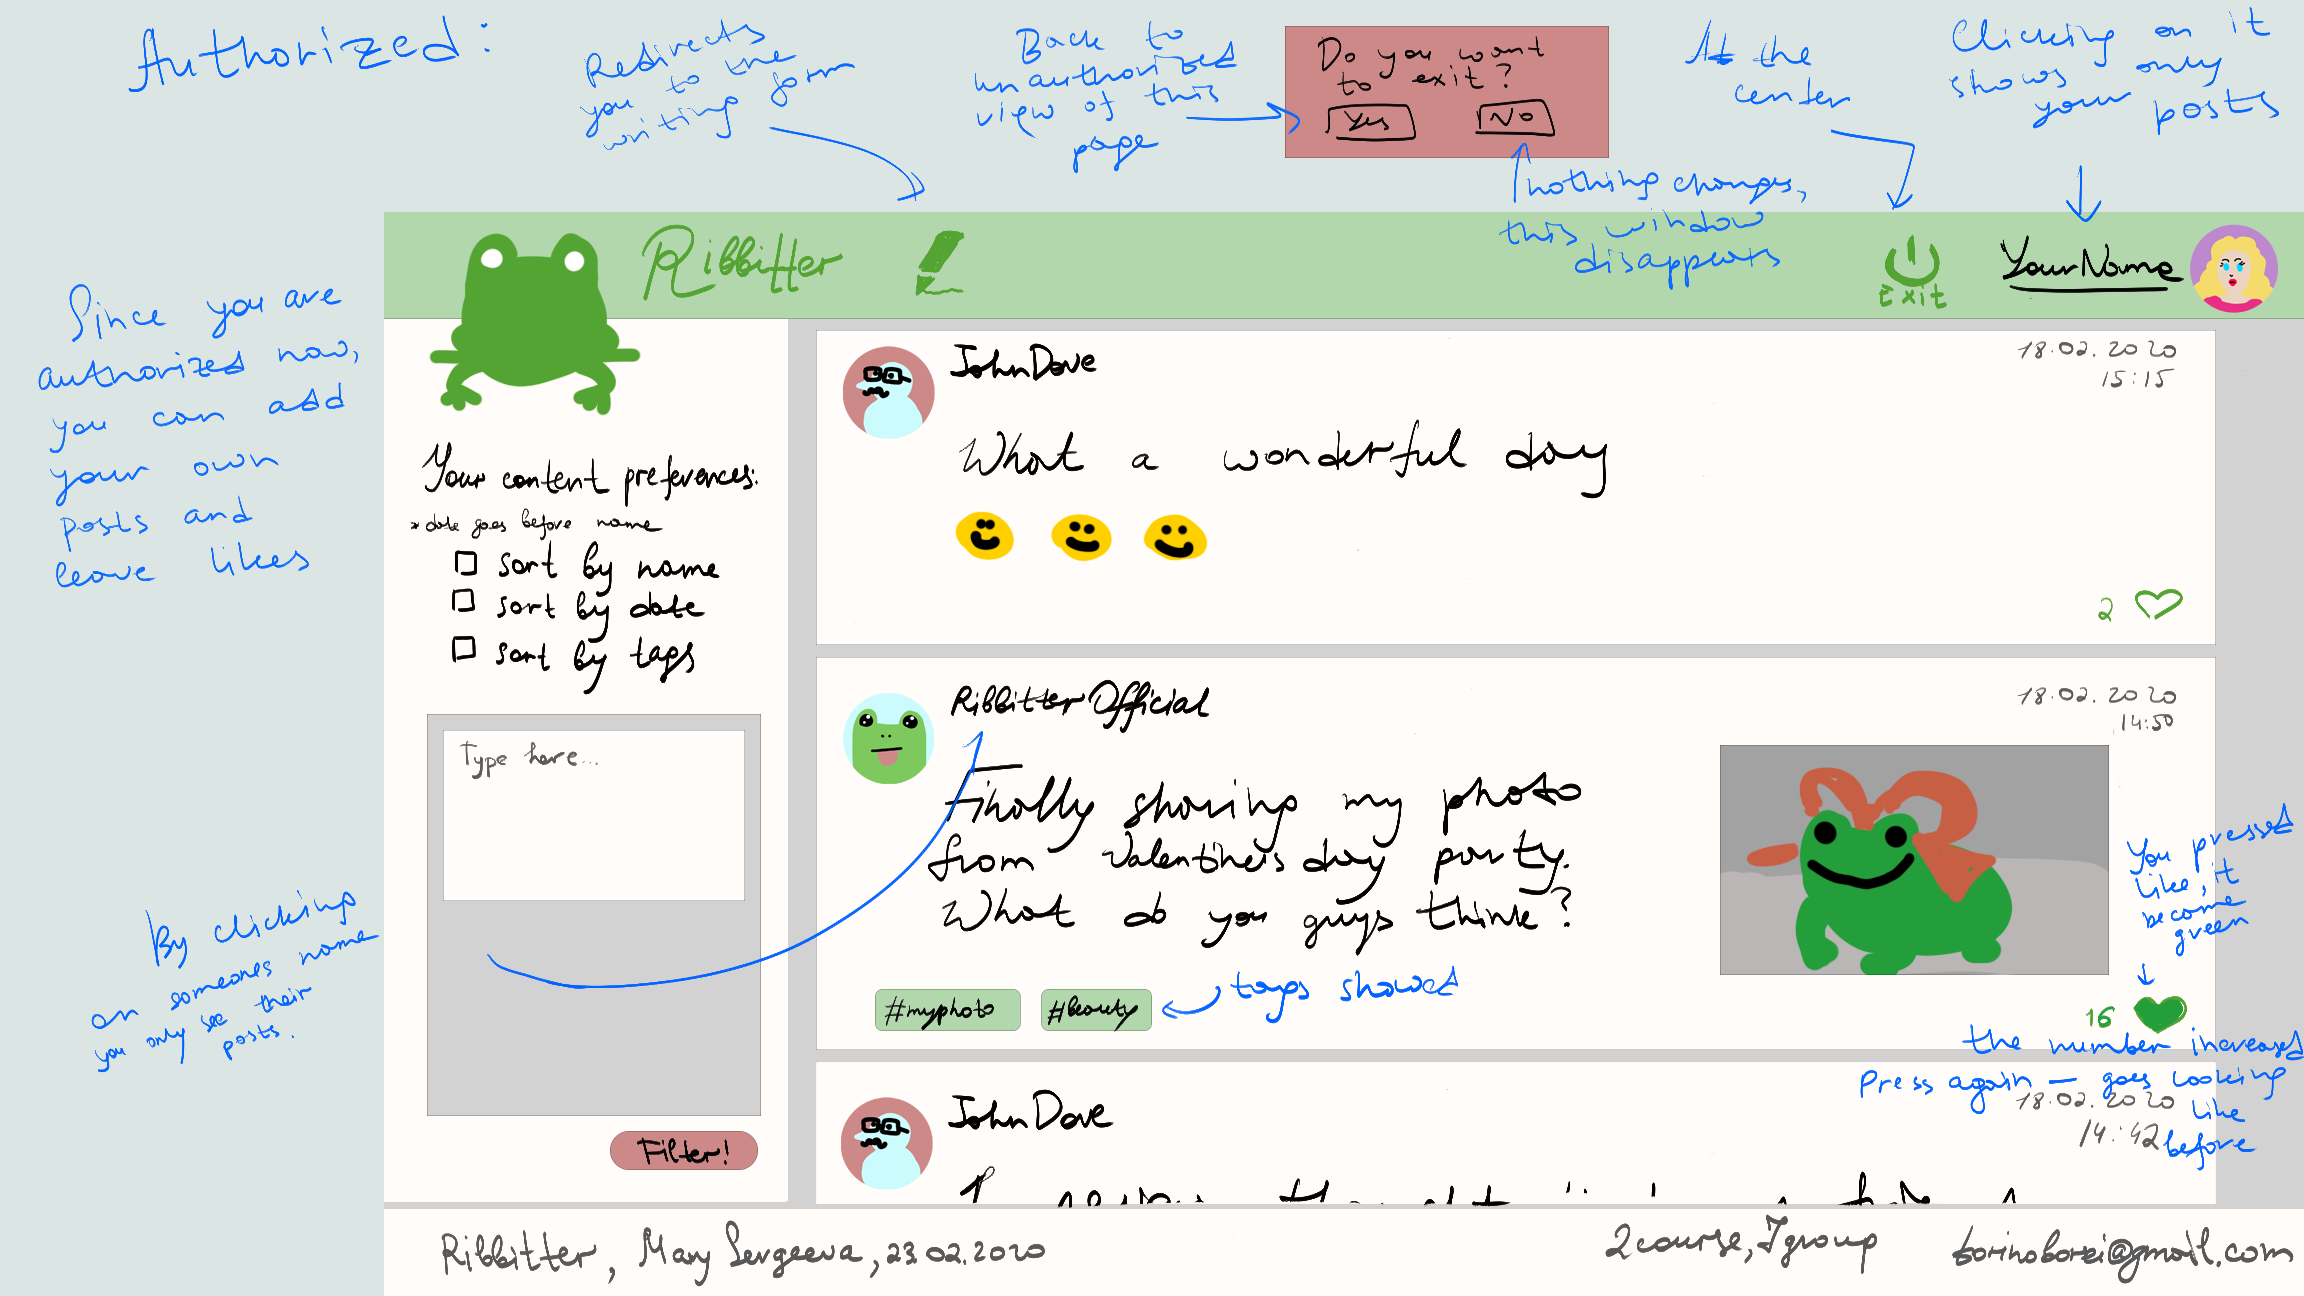 Authorized:
Redirects
you to the
writing form
Back to
unauthorized
view of this
page
Do you want
to exit?
Yes
No
nothing changes,
this window
disappears
At the
center
Clicking on it
shows only
your posts
Since you are
authorized now,
you can add
your own
posts and
leave likes
By clicking
on someones name
you only see their
posts.
Ribbitter
Exit
YourName
Your content preferences:
* date goes before name
sort by name
sort by date
sort by tags
Type here...
Filter!
JohnDove
18.02.2020
15:15
What a wonderful day
2
RibbitterOfficial
18.02.2020
14:50
Finally sharing my photo
from Valentine's day party.
What do you guys think?
#myphoto
#beauty
tags showed
You pressed
like, it
become
green
16
the number increased
Press again – goes looking
like
before
JohnDove
18.02.2020
14:42
Ribbitter, Mary Sergeeva, 23.02.2020
2course, 7group